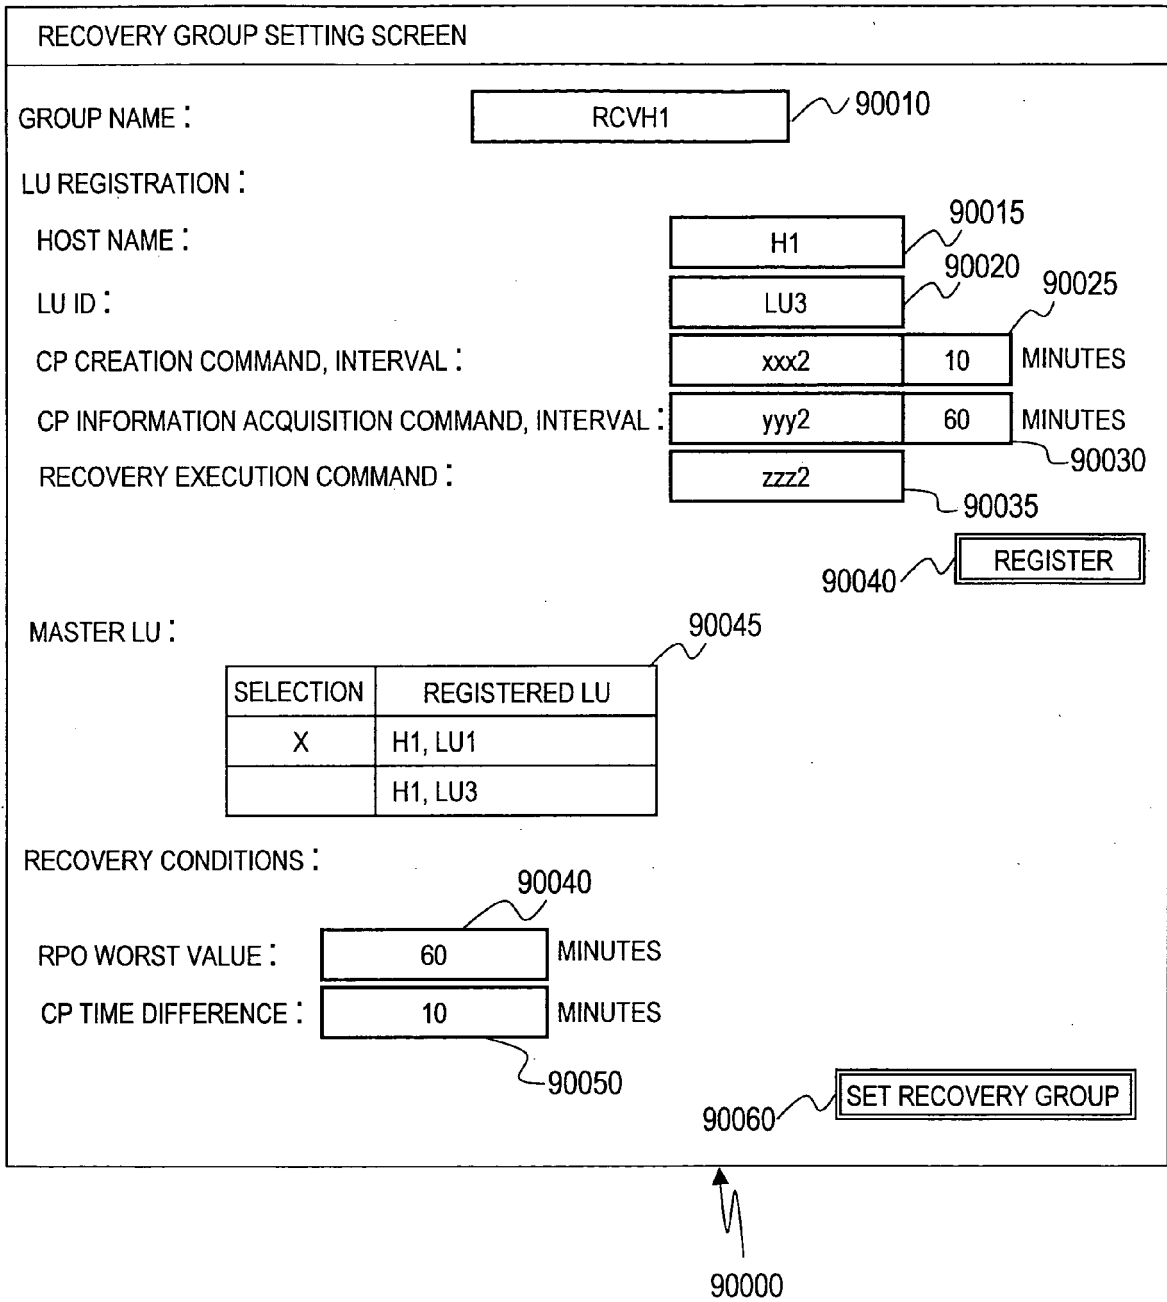 RECOVERY GROUP SETTING SCREEN
GROUP NAME : RCVH1 90010
LU REGISTRATION :
90015
HOST NAME : H1
90020
LU ID : LU3
90025
CP CREATION COMMAND, INTERVAL : xxx2 10 MINUTES
CP INFORMATION ACQUISITION COMMAND, INTERVAL : yyy2 60 MINUTES
90030
RECOVERY EXECUTION COMMAND : zzz2
90035
90040 REGISTER
MASTER LU : 90045
SELECTION REGISTERED LU
X H1, LU1
H1, LU3
RECOVERY CONDITIONS :
90040
RPO WORST VALUE : 60 MINUTES
CP TIME DIFFERENCE : 10 MINUTES
90050
90060 SET RECOVERY GROUP
90000